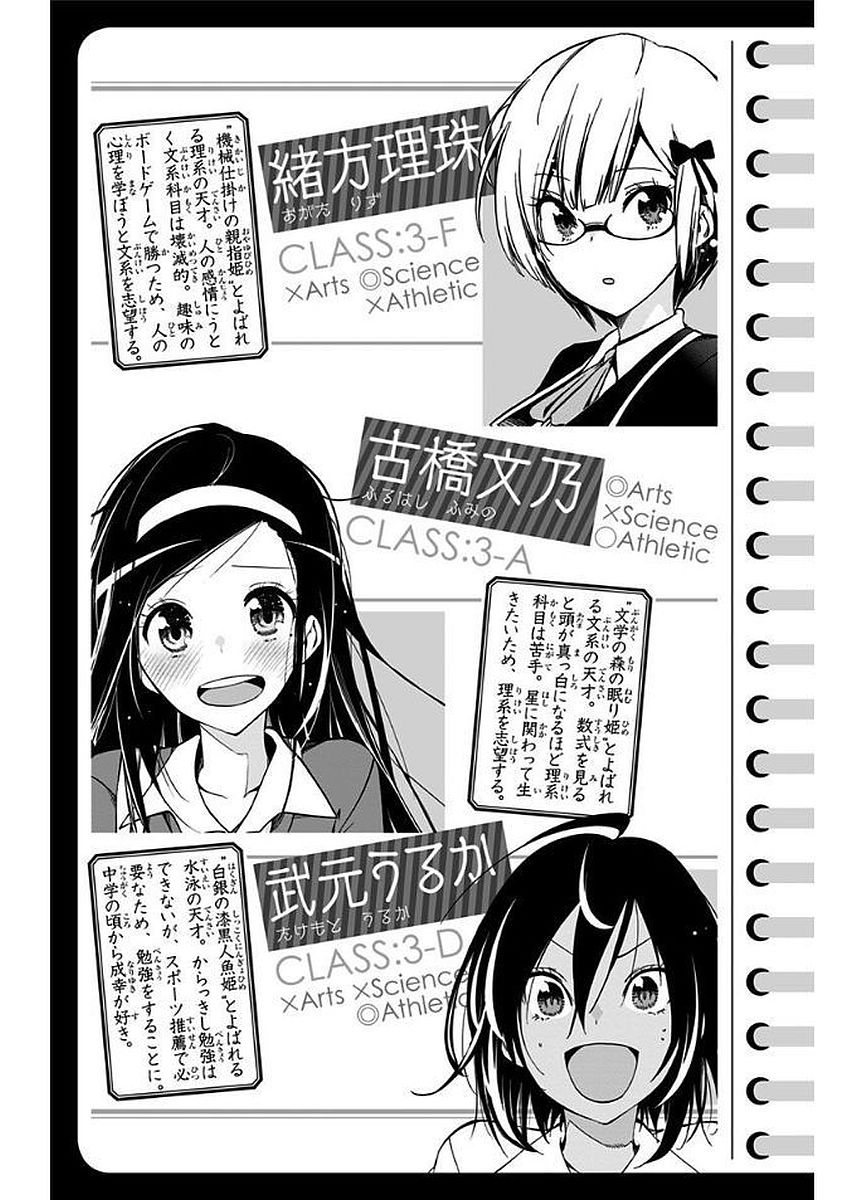 緒方理珠
おがた りず
CLASS:3-F
×Arts ◎Science
×Athletic
“機械仕掛けの親指姫”とよばれ
る理系の天才。人の感情にうと
く文系科目は壊滅的。趣味の
ボードゲームで勝つため、人の
心理を学ぼうと文系を志望する。
古橋文乃
ふるはし ふみの
CLASS:3-A
◎Arts
×Science
○Athletic
“文学の森の眠り姫”とよばれ
る文系の天才。数式を見る
と頭が真っ白になるほど理系
科目は苦手。星に関わって生
きたいため、理系を志望する。
武元うるか
たけもと うるか
CLASS:3-D
×Arts ×Science
◎Athletic
“白銀の漆黒人魚姫”とよばれる
水泳の天才。からっきし勉強は
できないが、スポーツ推薦で必
要なため、勉強をすることに。
中学の頃から成幸が好き。